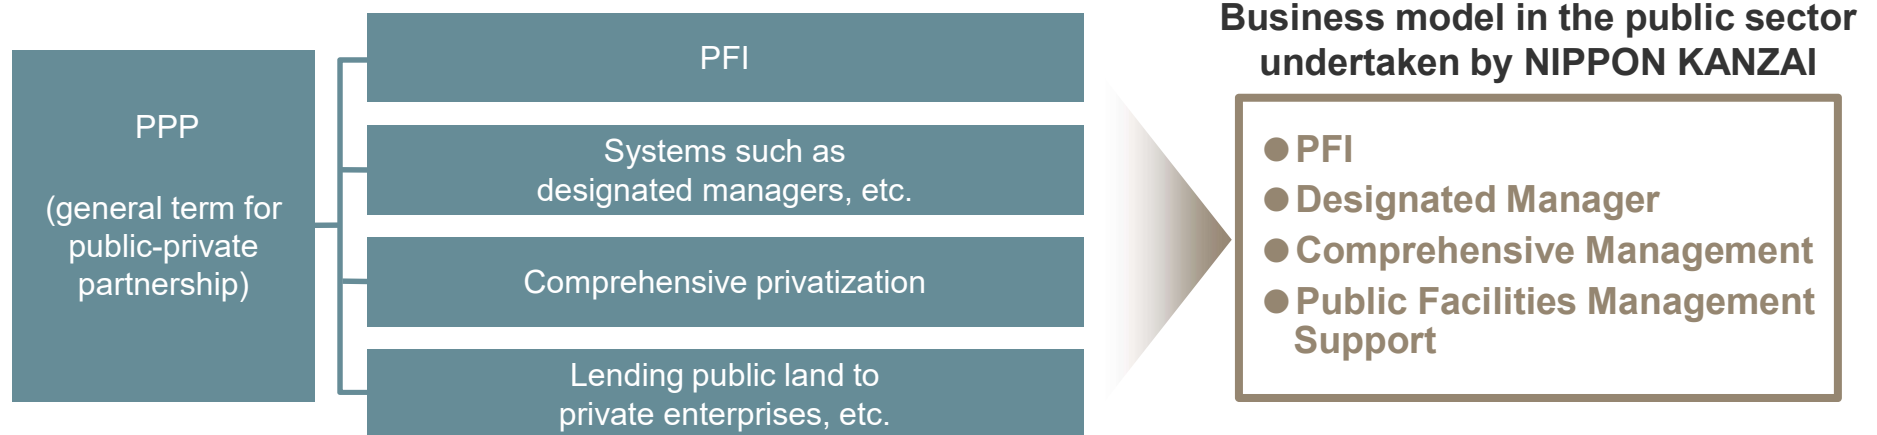 PPP
(general term for
public-private
partnership)
PFI
Systems such as
designated managers, etc.
Comprehensive privatization
Lending public land to
private enterprises, etc.
Business model in the public sector
undertaken by NIPPON KANZAI
● PFI
● Designated Manager
● Comprehensive Management
● Public Facilities Management
Support